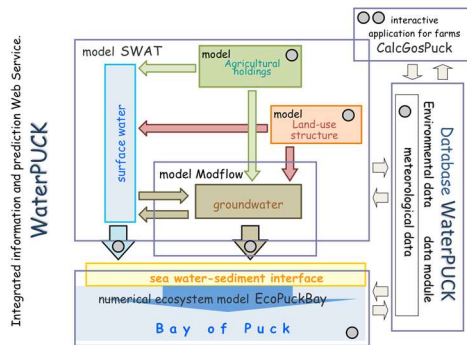 Integrated information and prediction Web Service.
WaterPUCK
model SWAT
model
Agricultural
holdings
surface water
model
Land-use
structure
model Modflow
groundwater
sea water-sediment interface
numerical ecosystem model EcoPuckBay
Bay of Puck
interactive
application for farms
CalcGosPuck
Database WaterPUCK
Environmental data data module
meteorological data